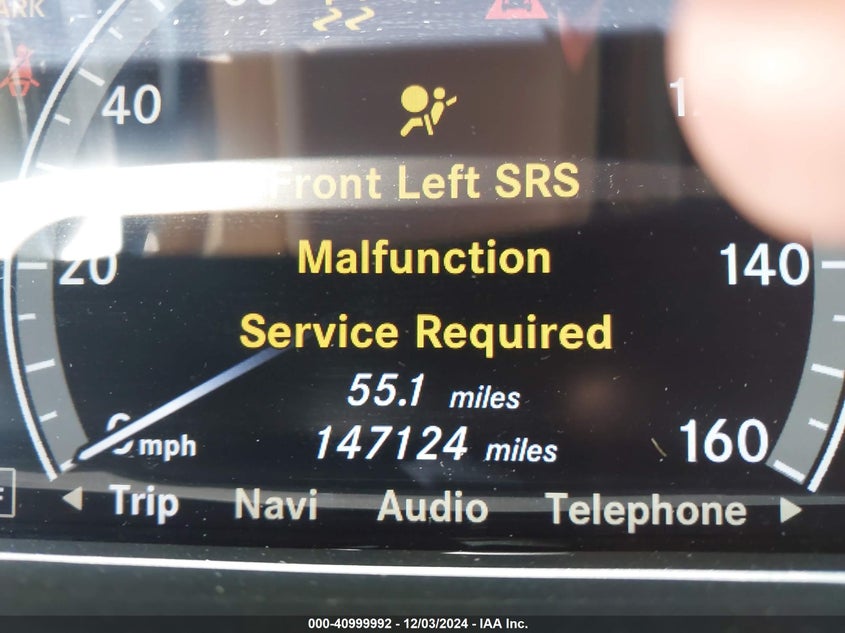 40
Front Left SRS
Malfunction
20
140
Service Required
55.1 miles
0 mph
147124 miles
160
Trip
Navi
Audio
Telephone
000-40999992 - 12/03/2024 - IAA Inc.